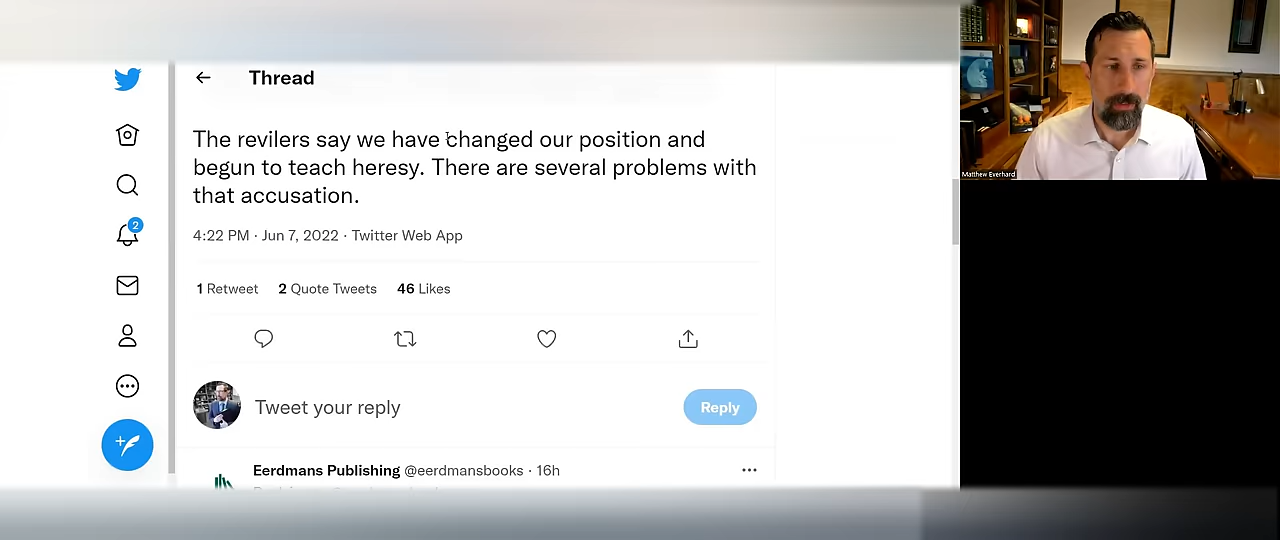 Thread
The revilers say we have changed our position and
begun to teach heresy. There are several problems with
that accusation.
4:22 PM · Jun 7, 2022 · Twitter Web App
1 Retweet 2 Quote Tweets 46 Likes
2
Tweet your reply
Reply
Eerdmans Publishing @eerdmansbooks · 16h
Matthew Everhard